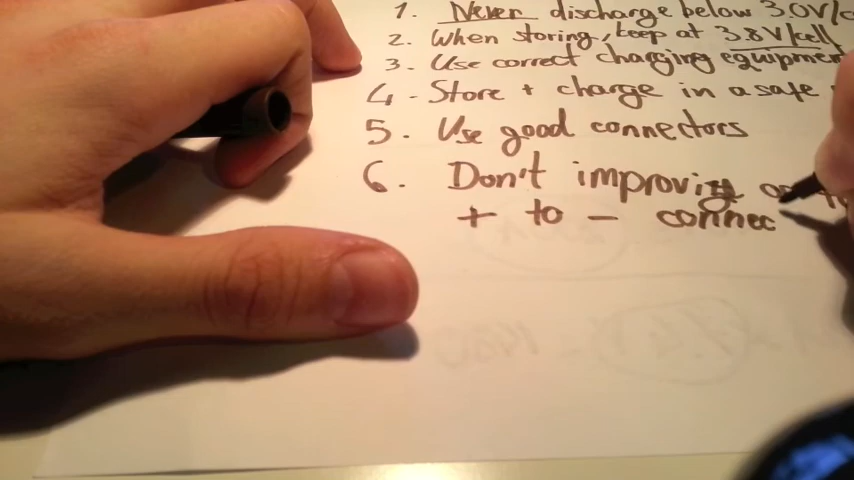 1. Never discharge below 3.0V/c
2. When storing, keep at 3.8V/cell
3. Use correct charging equipmen
4- Store + charge in a safe
5. Use good connectors
6. Don't improvi
+ to - connec